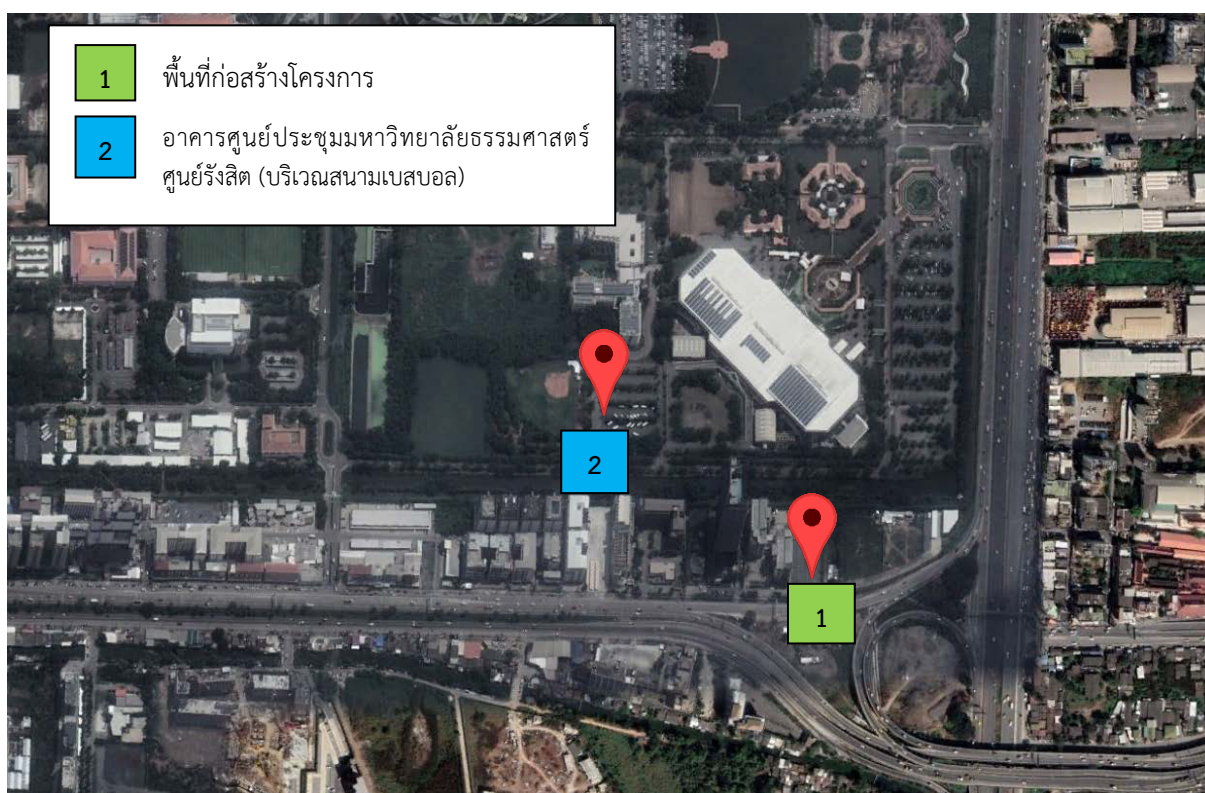 1 พื้นที่ก่อสร้างโครงการ
2 อาคารศูนย์ประชุมมหาวิทยาลัยธรรมศาสตร์
ศูนย์รังสิต (บริเวณสนามเบสบอล)
2
1